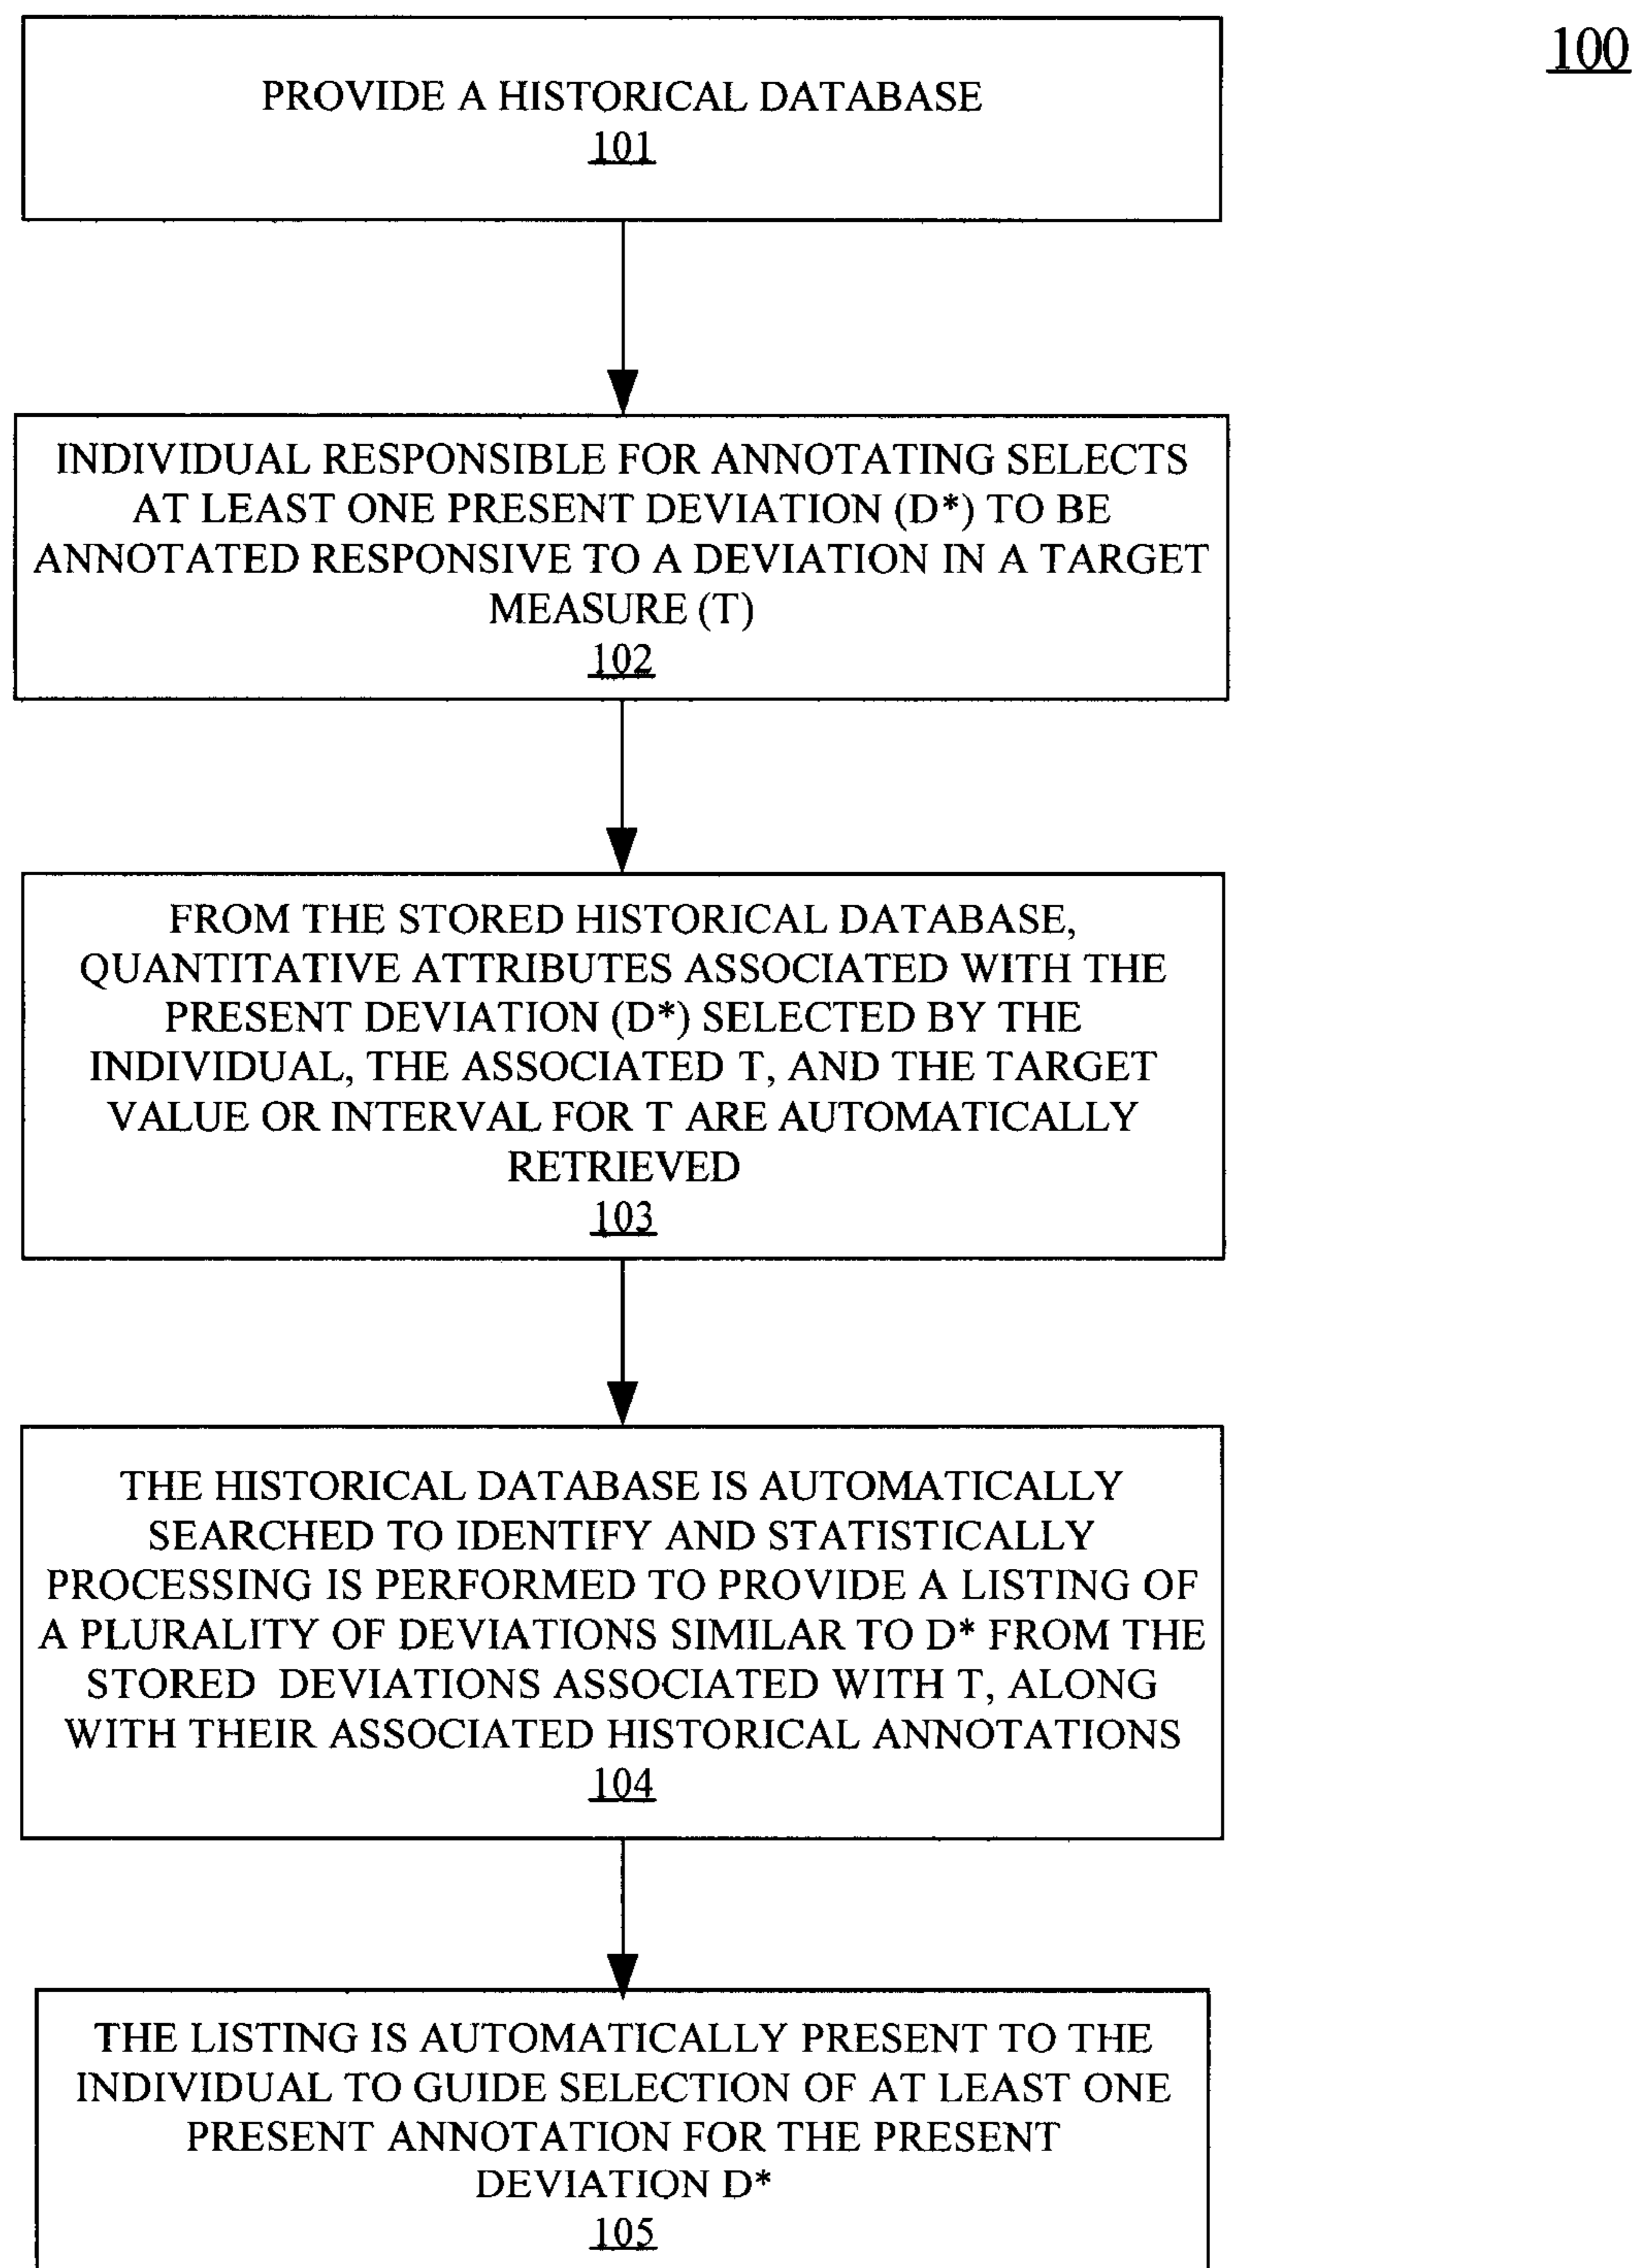 100
PROVIDE A HISTORICAL DATABASE
101
INDIVIDUAL RESPONSIBLE FOR ANNOTATING SELECTS
AT LEAST ONE PRESENT DEVIATION (D*) TO BE
ANNOTATED RESPONSIVE TO A DEVIATION IN A TARGET
MEASURE (T)
102
FROM THE STORED HISTORICAL DATABASE,
QUANTITATIVE ATTRIBUTES ASSOCIATED WITH THE
PRESENT DEVIATION (D*) SELECTED BY THE
INDIVIDUAL, THE ASSOCIATED T, AND THE TARGET
VALUE OR INTERVAL FOR T ARE AUTOMATICALLY
RETRIEVED
103
THE HISTORICAL DATABASE IS AUTOMATICALLY
SEARCHED TO IDENTIFY AND STATISTICALLY
PROCESSING IS PERFORMED TO PROVIDE A LISTING OF
A PLURALITY OF DEVIATIONS SIMILAR TO D* FROM THE
STORED DEVIATIONS ASSOCIATED WITH T, ALONG
WITH THEIR ASSOCIATED HISTORICAL ANNOTATIONS
104
THE LISTING IS AUTOMATICALLY PRESENT TO THE
INDIVIDUAL TO GUIDE SELECTION OF AT LEAST ONE
PRESENT ANNOTATION FOR THE PRESENT
DEVIATION D*
105